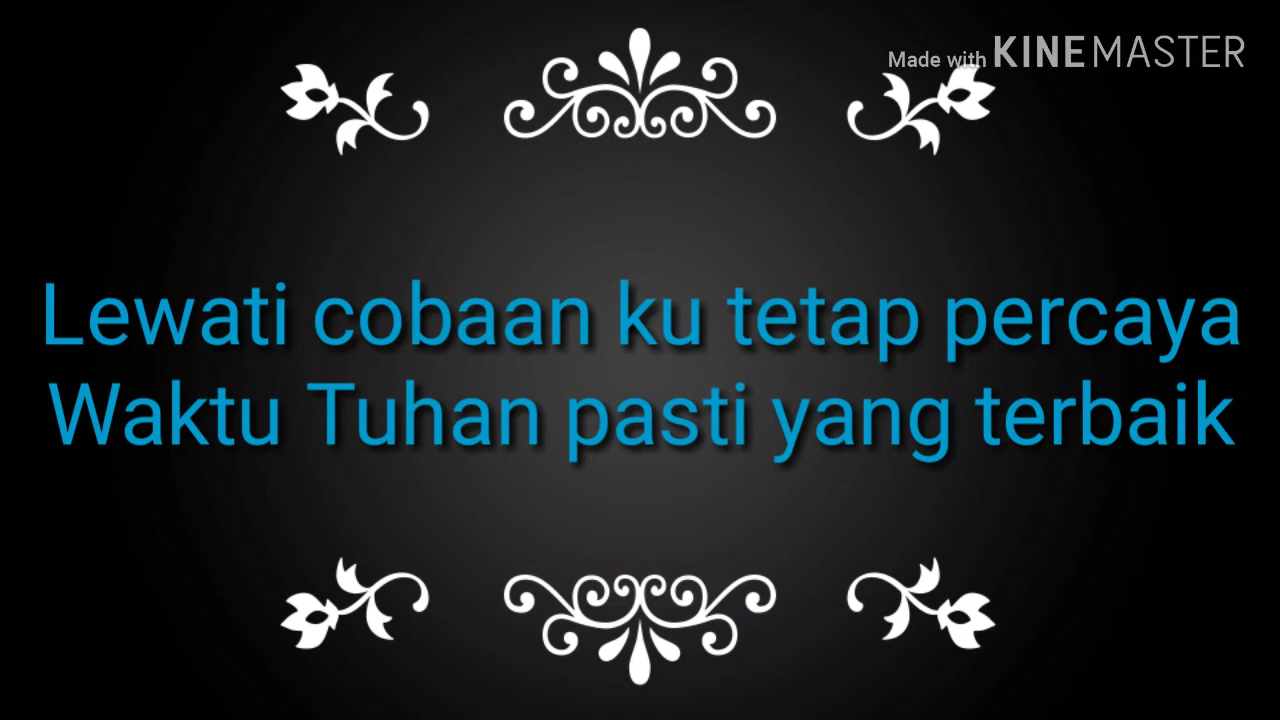 Made with KINEMASTER
Lewati cobaan ku tetap percaya
Waktu Tuhan pasti yang terbaik